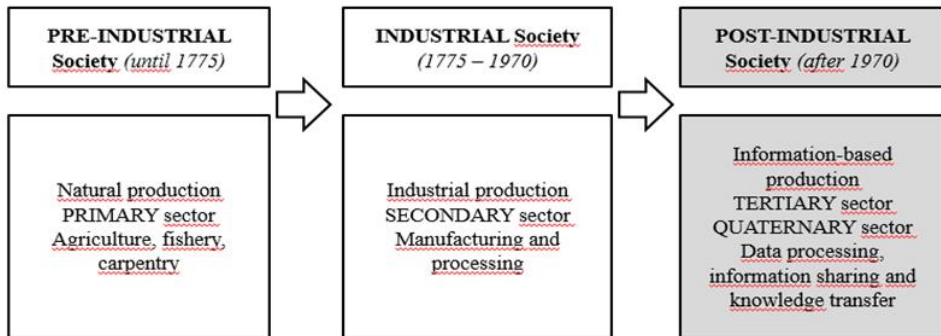 PRE-INDUSTRIAL
Society (until 1775)
INDUSTRIAL Society
(1775 – 1970)
POST-INDUSTRIAL
Society (after 1970)
Natural production
PRIMARY sector
Agriculture, fishery,
carpentry
Industrial production
SECONDARY sector
Manufacturing and
processing
Information-based
production
TERTIARY sector
QUATERNARY sector
Data processing,
information sharing and
knowledge transfer